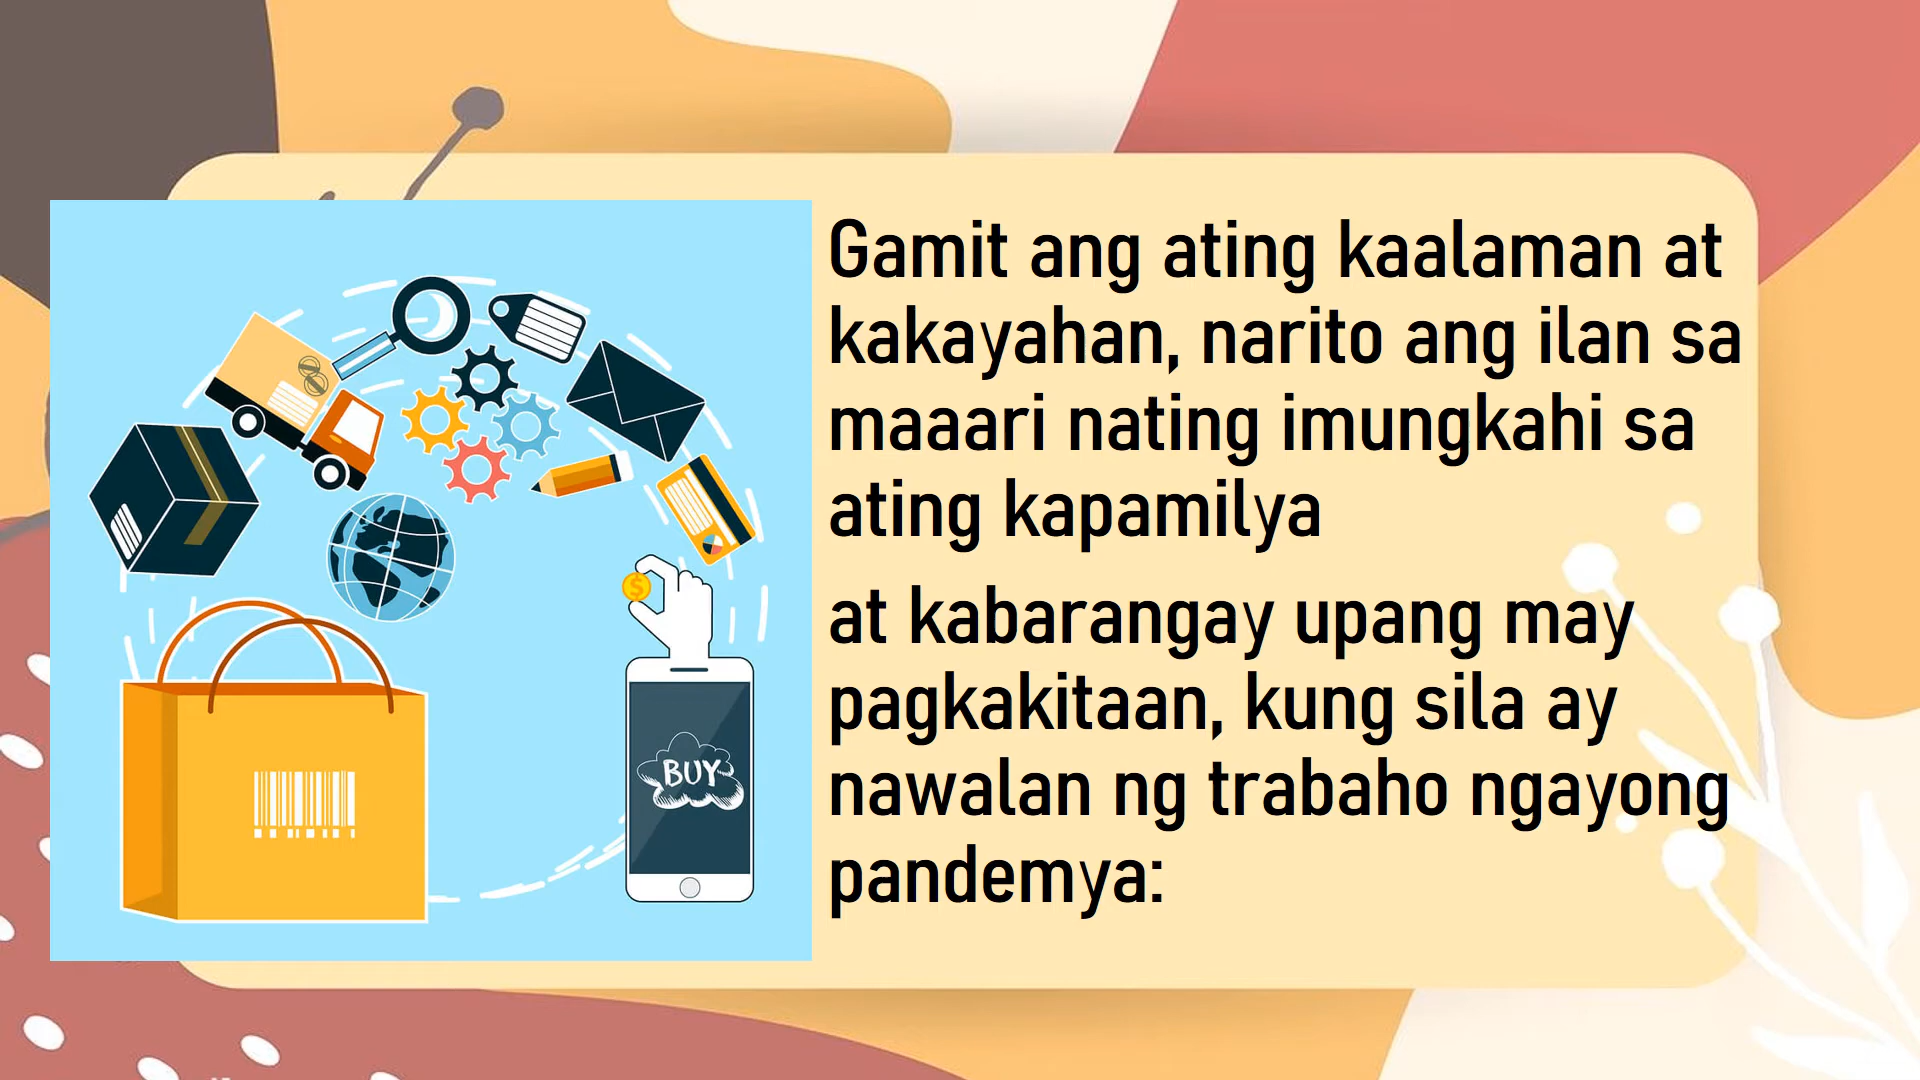 Gamit ang ating kaalaman at
kakayahan, narito ang ilan sa
maaari nating imungkahi sa
ating kapamilya
at kabarangay upang may
pagkakitaan, kung sila ay
nawalan ng trabaho ngayong
pandemya:
$
BUY